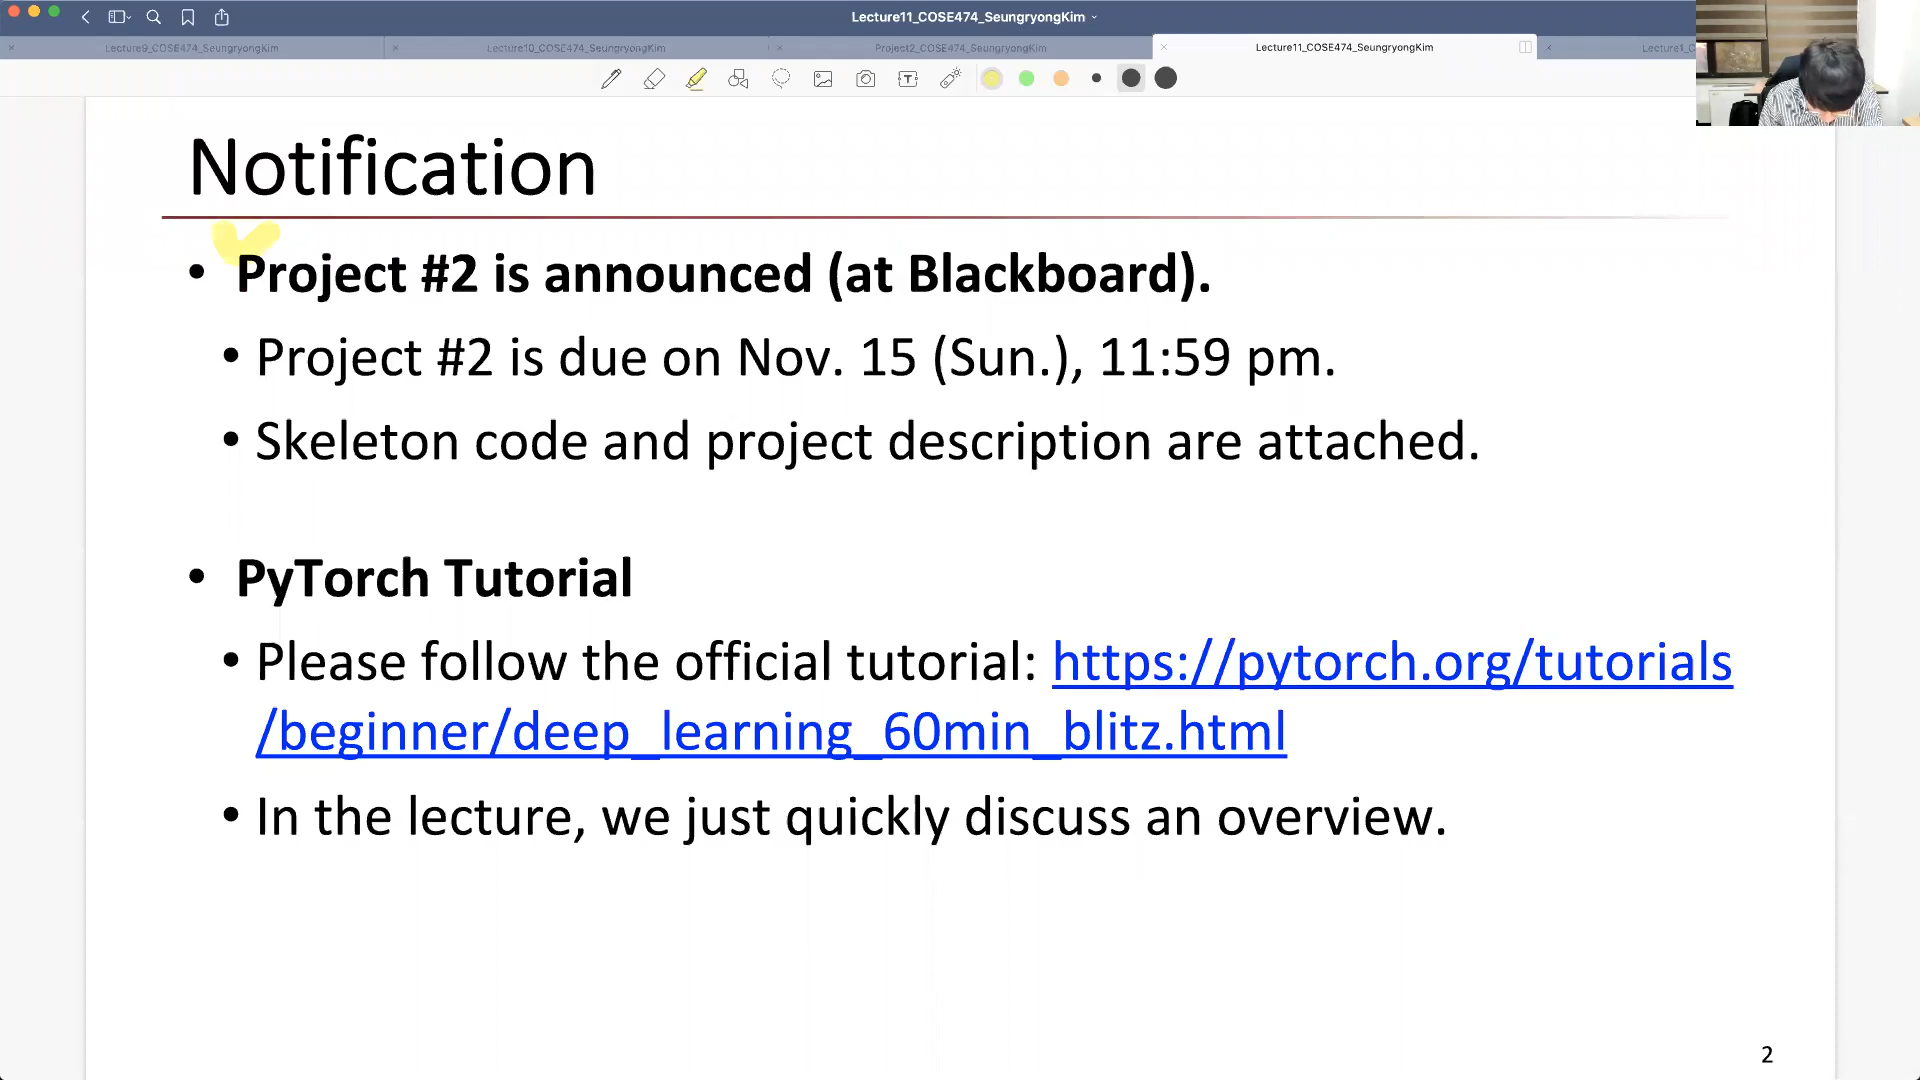 Lecture11_COSE474_SeungryongKim
Lecture9_COSE474_SeungryongKim
Lecture10_COSE474_SeungryongKim
Project2_COSE474_SeungryongKim
Lecture11_COSE474_SeungryongKim
Lecture1_C
Notification
• Project #2 is announced (at Blackboard).
• Project #2 is due on Nov. 15 (Sun.), 11:59 pm.
• Skeleton code and project description are attached.
• PyTorch Tutorial
• Please follow the official tutorial: https://pytorch.org/tutorials
/beginner/deep_learning_60min_blitz.html
• In the lecture, we just quickly discuss an overview.
2